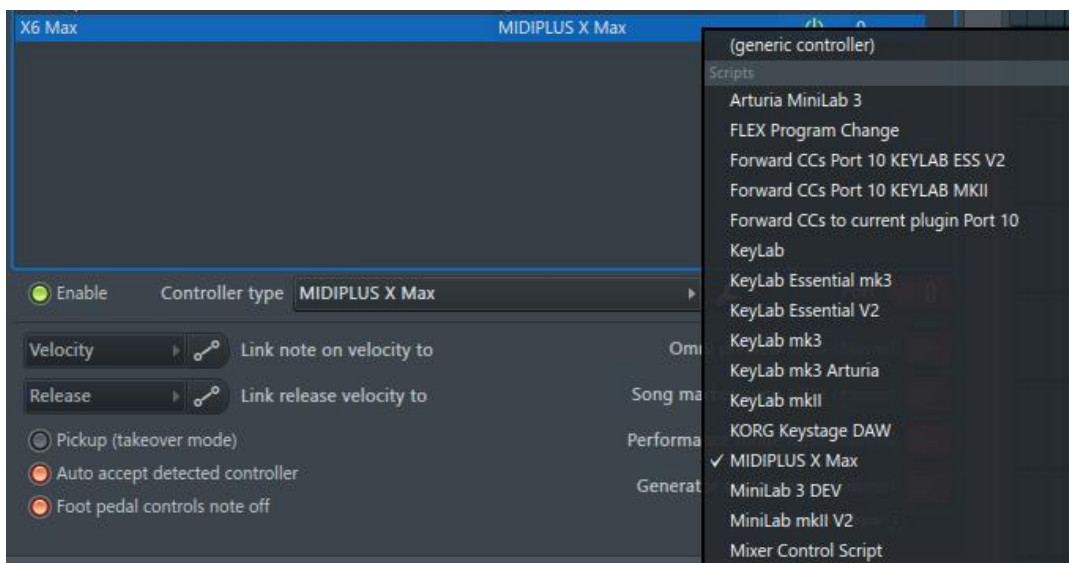 X6 Max MIDIPLUS X Max
(generic controller)
Scripts
Arturia MiniLab 3
FLEX Program Change
Forward CCs Port 10 KEYLAB ESS V2
Forward CCs Port 10 KEYLAB MKII
Forward CCs to current plugin Port 10
KeyLab
KeyLab Essential mk3
KeyLab Essential V2
KeyLab mk3
KeyLab mk3 Arturia
KeyLab mkII
KORG Keystage DAW
MIDIPLUS X Max
MiniLab 3 DEV
MiniLab mkII V2
Mixer Control Script
Enable Controller type MIDIPLUS X Max
Velocity Link note on velocity to
Release Link release velocity to Song
Pickup (takeover mode)
Auto accept detected controller
Foot pedal controls note off